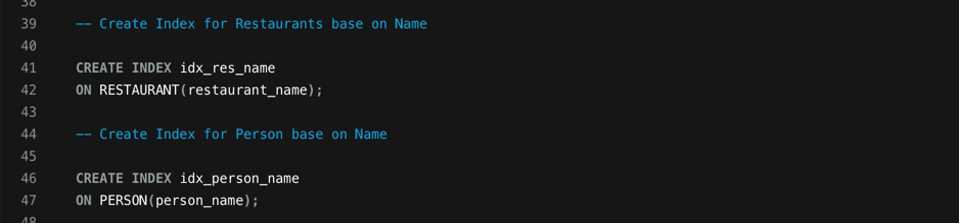 38
39 -- Create Index for Restaurants base on Name
40
41 CREATE INDEX idx_res_name
42 ON RESTAURANT(restaurant_name);
43
44 -- Create Index for Person base on Name
45
46 CREATE INDEX idx_person_name
47 ON PERSON(person_name);
48